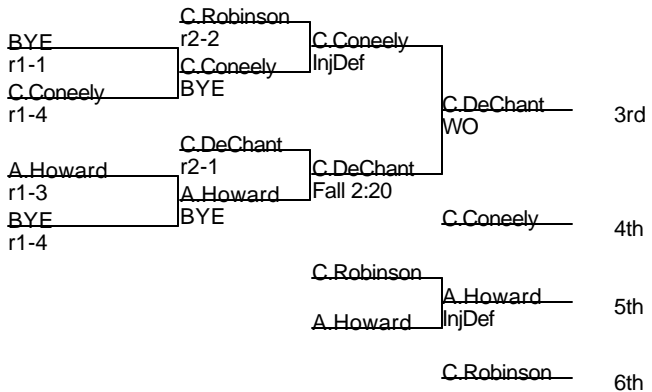 C.Robinson
r2-2
BYE
r1-1
C.Coneely
InjDef
C.Coneely
BYE
C.Coneely
r1-4
C.DeChant
WO
3rd
C.DeChant
r2-1
A.Howard
r1-3
C.DeChant
Fall 2:20
A.Howard
BYE
BYE
r1-4
C.Coneely
4th
C.Robinson
A.Howard
InjDef
5th
A.Howard
C.Robinson
6th